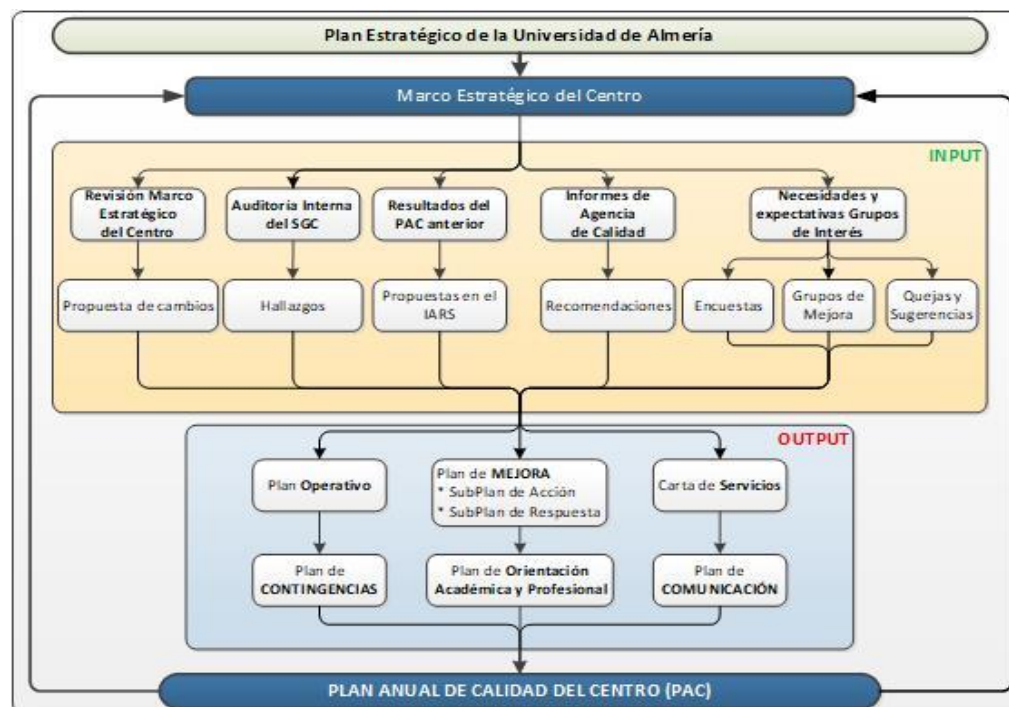 Plan Estratégico de la Universidad de Almería
Marco Estratégico del Centro
INPUT
Revisión Marco
Estratégico
del Centro
Auditoría Interna
del SGC
Resultados del
PAC anterior
Informes de
Agencia
de Calidad
Necesidades y
expectativas Grupos
de Interés
Propuesta de cambios
Hallazgos
Propuestas en el
IARS
Recomendaciones
Encuestas
Grupos de
Mejora
Quejas y
Sugerencias
OUTPUT
Plan Operativo
Plan de MEJORA
* SubPlan de Acción
* SubPlan de Respuesta
Carta de Servicios
Plan de
CONTINGENCIAS
Plan de Orientación
Académica y Profesional
Plan de
COMUNICACIÓN
PLAN ANUAL DE CALIDAD DEL CENTRO (PAC)